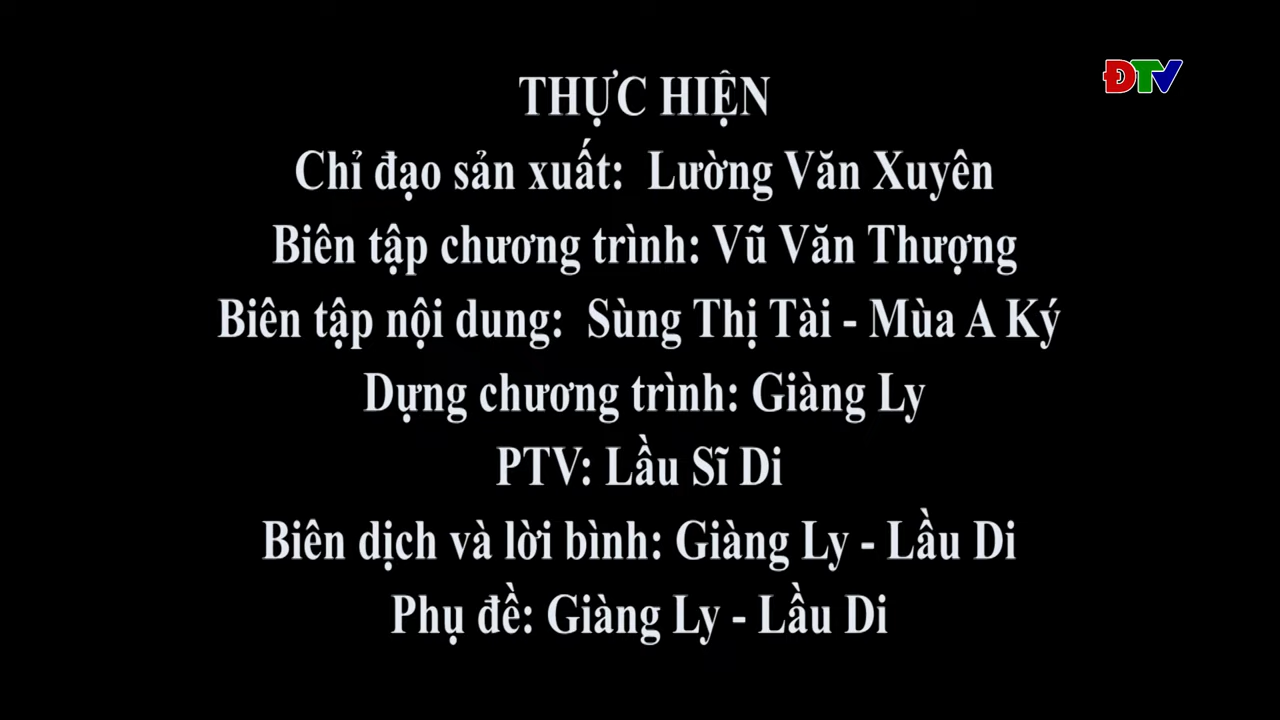 ĐTV
THỰC HIỆN
Chỉ đạo sản xuất: Lường Văn Xuyên
Biên tập chương trình: Vũ Văn Thượng
Biên tập nội dung: Sùng Thị Tài - Mùa A Ký
Dựng chương trình: Giàng Ly
PTV: Lầu Sĩ Di
Biên dịch và lời bình: Giàng Ly - Lầu Di
Phụ đề: Giàng Ly - Lầu Di